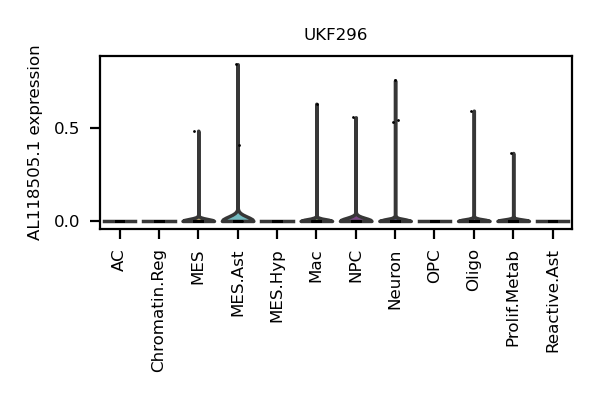 UKF296
AL118505.1 expression
0.5
0.0
AC
Chromatin.Reg
MES
MES.Ast
MES.Hyp
Mac
NPC
Neuron
OPC
Oligo
Prolif.Metab
Reactive.Ast